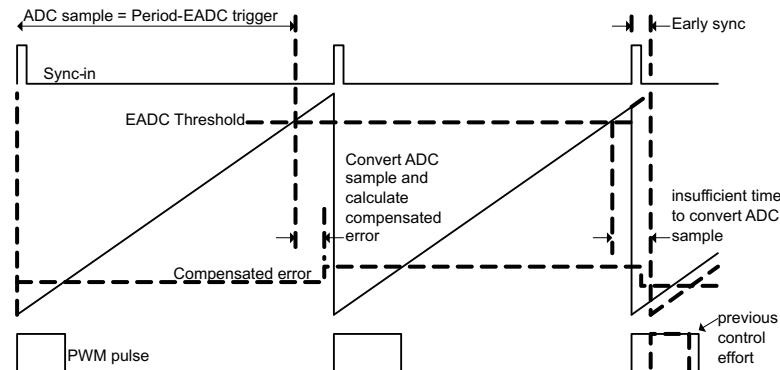 ADC sample = Period-EADC trigger
Early sync
Sync-in
EADC Threshold
Convert ADC
sample and
calculate
compensated
error
insufficient time
to convert ADC
sample
Compensated error
PWM pulse
previous
control
effort